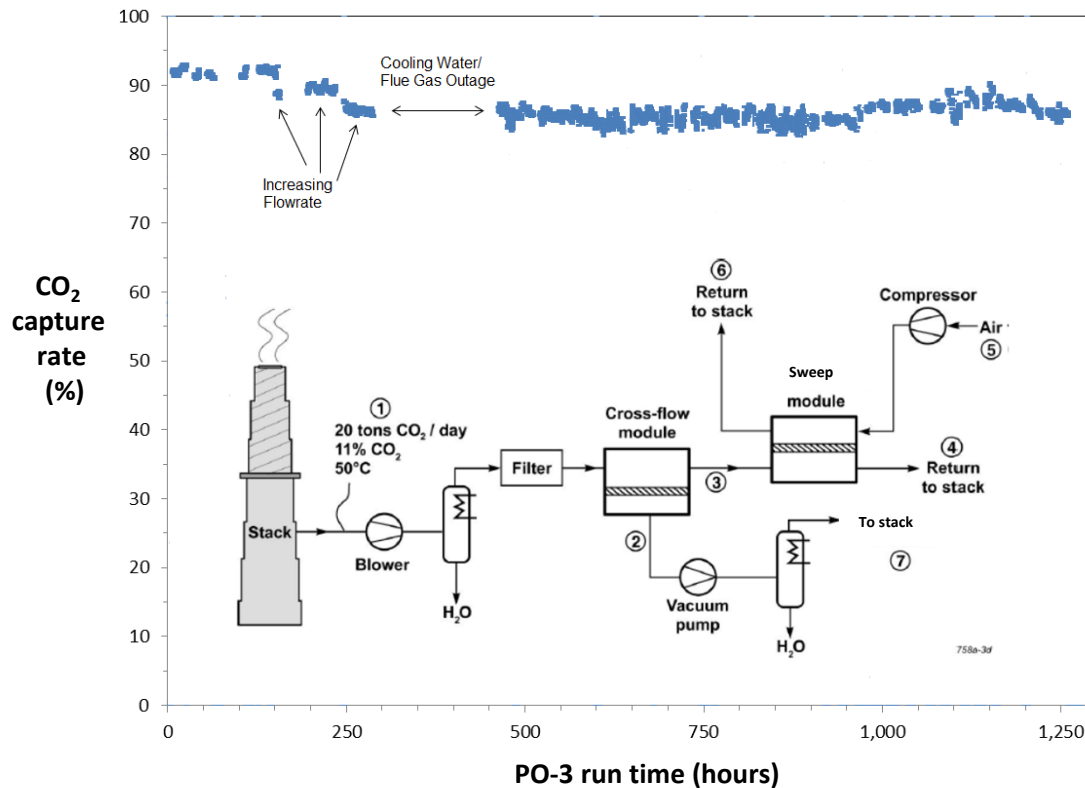 100
90
80
70
60
50
40
30
20
10
0
CO₂
capture
rate
(%)
Cooling Water/
Flue Gas Outage
Increasing
Flowrate
⑥
Return
to stack
Compressor
Air
⑤
Sweep
module
①
20 tons CO₂ / day
11% CO₂
50°C
Cross-flow
module
Filter
③
④
Return
to stack
Stack
Blower
②
To stack
⑦
H₂O
Vacuum
pump
H₂O
758a-3d
0
250
500
750
1,000
1,250
PO-3 run time (hours)